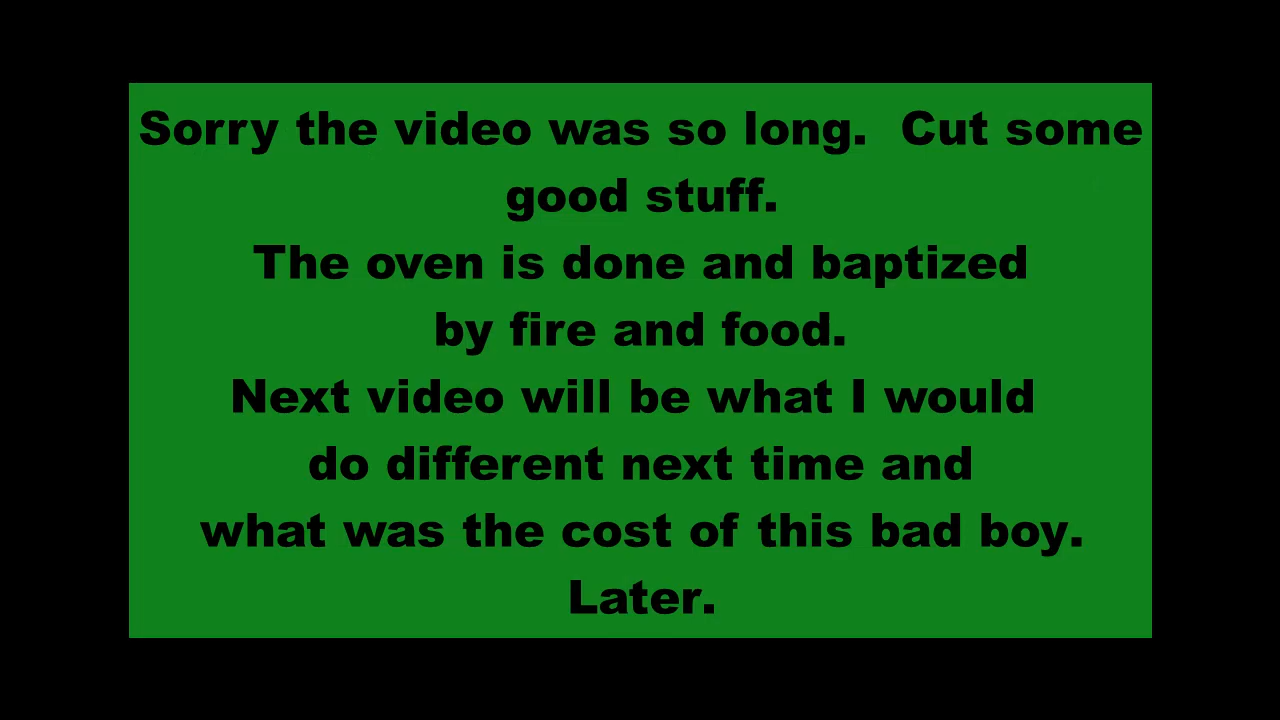 Sorry the video was so long.  Cut some
good stuff.
The oven is done and baptized
by fire and food.
Next video will be what I would
do different next time and
what was the cost of this bad boy.
Later.